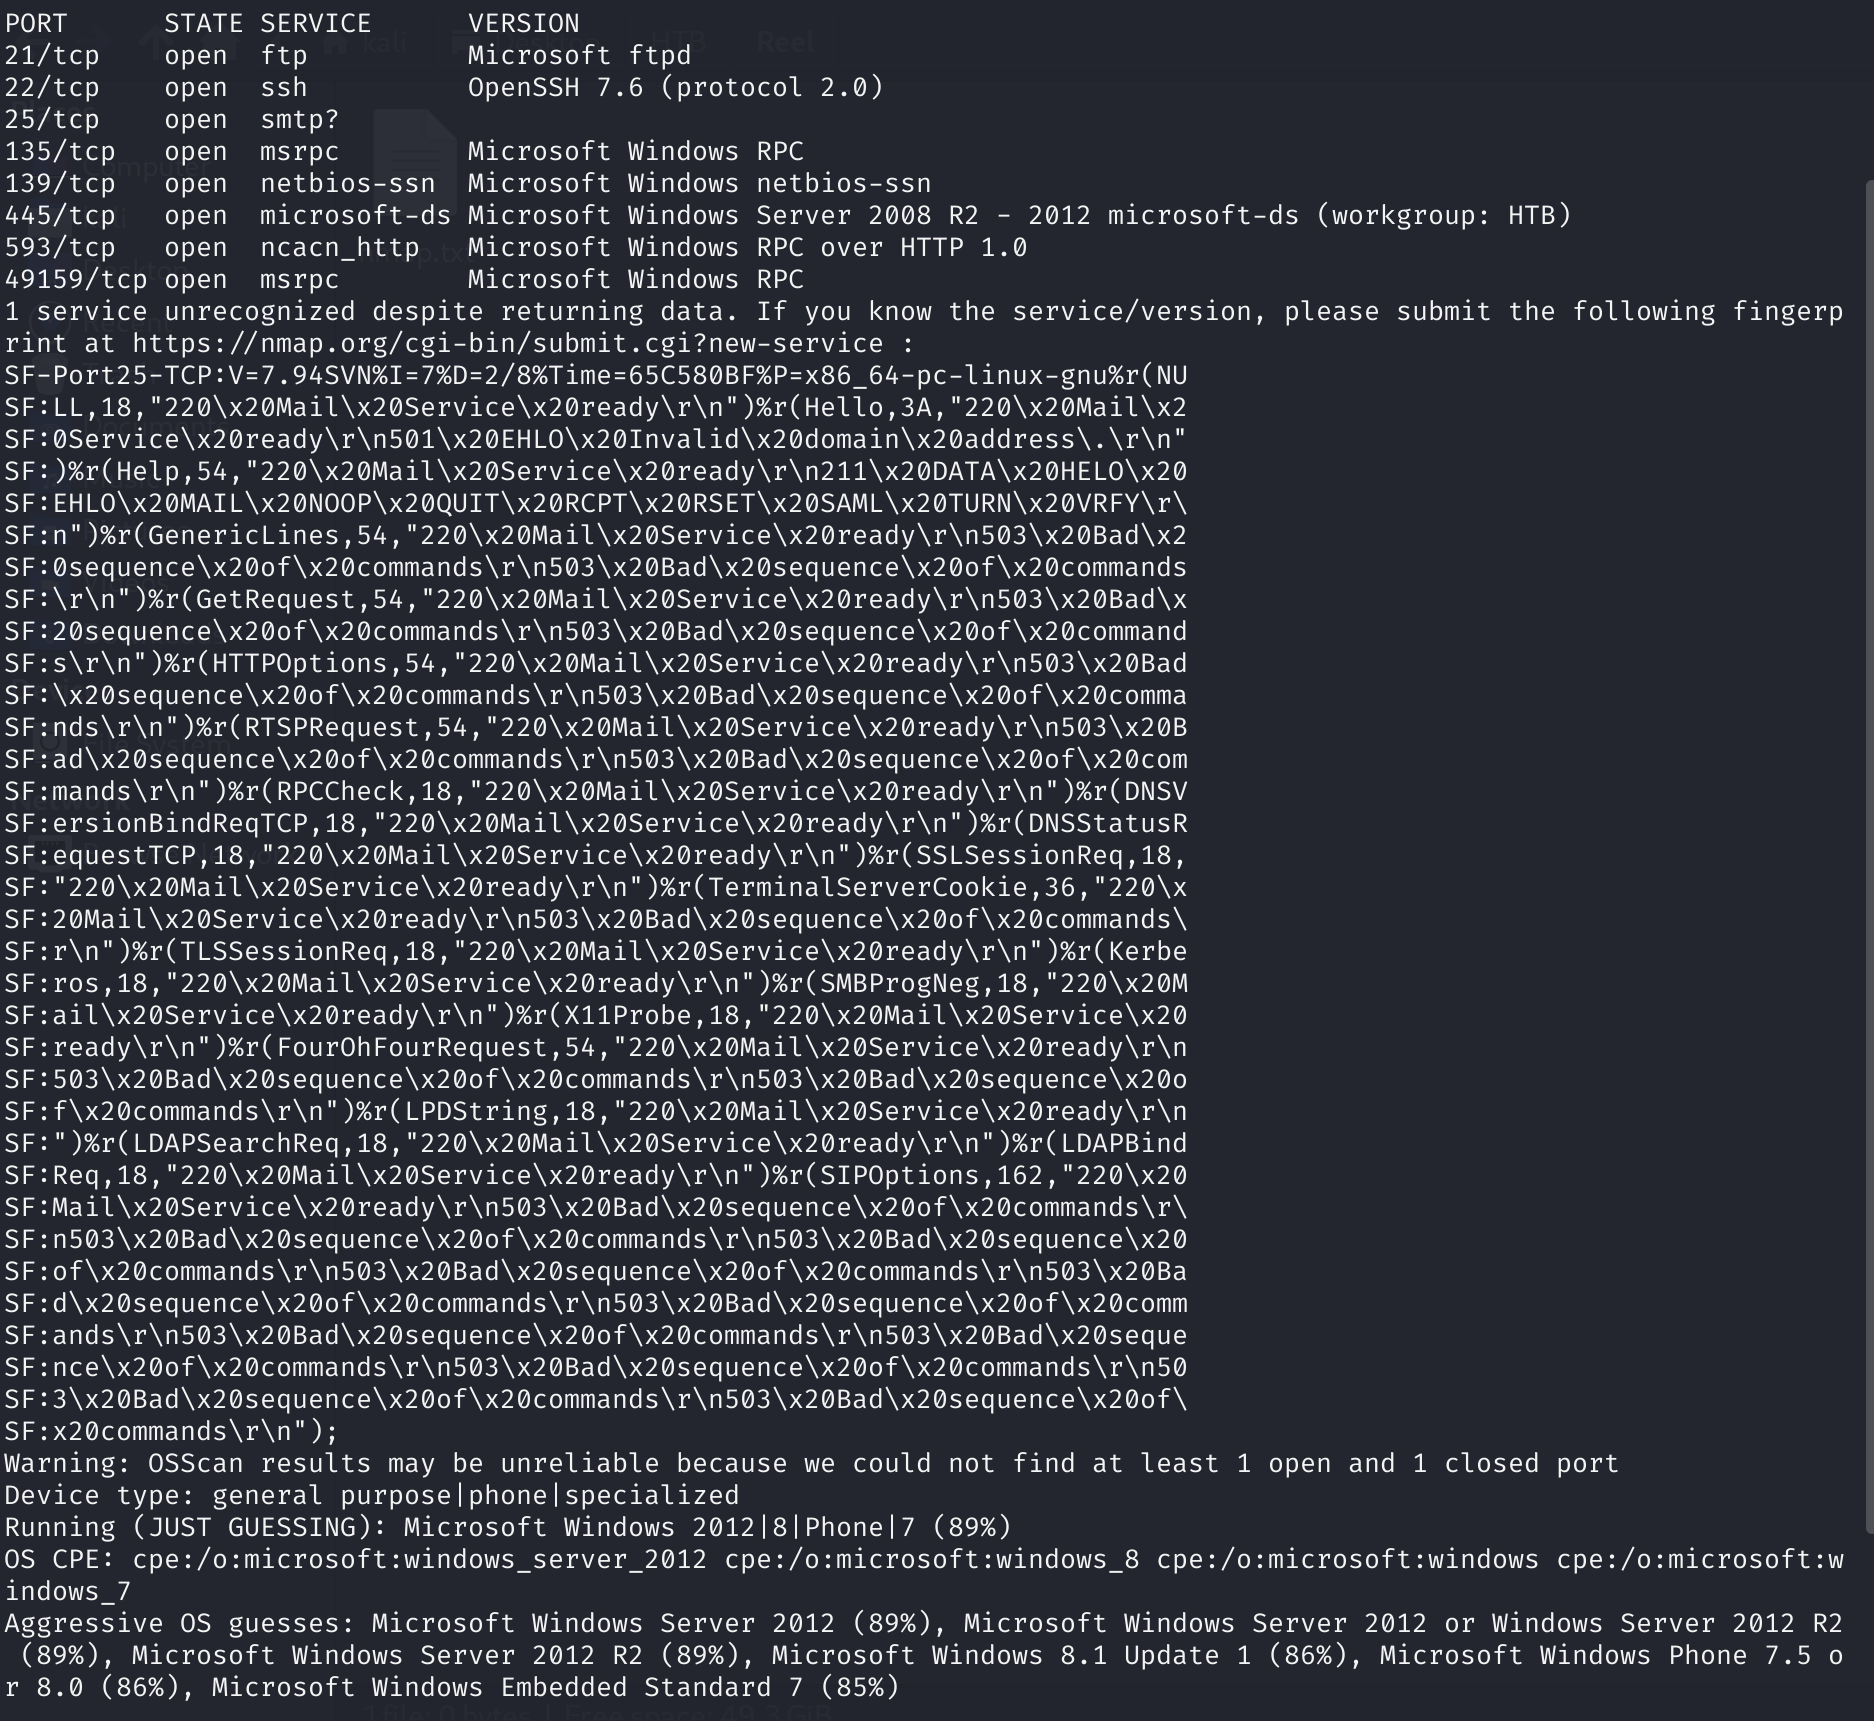 PORT      STATE SERVICE      VERSION
21/tcp    open  ftp          Microsoft ftpd
22/tcp    open  ssh          OpenSSH 7.6 (protocol 2.0)
25/tcp    open  smtp?
135/tcp   open  msrpc        Microsoft Windows RPC
139/tcp   open  netbios-ssn  Microsoft Windows netbios-ssn
445/tcp   open  microsoft-ds Microsoft Windows Server 2008 R2 - 2012 microsoft-ds (workgroup: HTB)
593/tcp   open  ncacn_http   Microsoft Windows RPC over HTTP 1.0
49159/tcp open  msrpc        Microsoft Windows RPC
1 service unrecognized despite returning data. If you know the service/version, please submit the following fingerp
rint at https://nmap.org/cgi-bin/submit.cgi?new-service :
SF-Port25-TCP:V=7.94SVN%I=7%D=2/8%Time=65C580BF%P=x86_64-pc-linux-gnu%r(NU
SF:LL,18,"220\x20Mail\x20Service\x20ready\r\n")%r(Hello,3A,"220\x20Mail\x2
SF:0Service\x20ready\r\n501\x20EHLO\x20Invalid\x20domain\x20address\.\r\n"
SF:)%r(Help,54,"220\x20Mail\x20Service\x20ready\r\n211\x20DATA\x20HELO\x20
SF:EHLO\x20MAIL\x20NOOP\x20QUIT\x20RCPT\x20RSET\x20SAML\x20TURN\x20VRFY\r\
SF:n")%r(GenericLines,54,"220\x20Mail\x20Service\x20ready\r\n503\x20Bad\x2
SF:0sequence\x20of\x20commands\r\n503\x20Bad\x20sequence\x20of\x20commands
SF:\r\n")%r(GetRequest,54,"220\x20Mail\x20Service\x20ready\r\n503\x20Bad\x
SF:20sequence\x20of\x20commands\r\n503\x20Bad\x20sequence\x20of\x20command
SF:s\r\n")%r(HTTPOptions,54,"220\x20Mail\x20Service\x20ready\r\n503\x20Bad
SF:\x20sequence\x20of\x20commands\r\n503\x20Bad\x20sequence\x20of\x20comma
SF:nds\r\n")%r(RTSPRequest,54,"220\x20Mail\x20Service\x20ready\r\n503\x20B
SF:ad\x20sequence\x20of\x20commands\r\n503\x20Bad\x20sequence\x20of\x20com
SF:mands\r\n")%r(RPCCheck,18,"220\x20Mail\x20Service\x20ready\r\n")%r(DNSV
SF:ersionBindReqTCP,18,"220\x20Mail\x20Service\x20ready\r\n")%r(DNSStatusR
SF:equestTCP,18,"220\x20Mail\x20Service\x20ready\r\n")%r(SSLSessionReq,18,
SF:"220\x20Mail\x20Service\x20ready\r\n")%r(TerminalServerCookie,36,"220\x
SF:20Mail\x20Service\x20ready\r\n503\x20Bad\x20sequence\x20of\x20commands\
SF:r\n")%r(TLSSessionReq,18,"220\x20Mail\x20Service\x20ready\r\n")%r(Kerbe
SF:ros,18,"220\x20Mail\x20Service\x20ready\r\n")%r(SMBProgNeg,18,"220\x20M
SF:ail\x20Service\x20ready\r\n")%r(X11Probe,18,"220\x20Mail\x20Service\x20
SF:ready\r\n")%r(FourOhFourRequest,54,"220\x20Mail\x20Service\x20ready\r\n
SF:503\x20Bad\x20sequence\x20of\x20commands\r\n503\x20Bad\x20sequence\x20o
SF:f\x20commands\r\n")%r(LPDString,18,"220\x20Mail\x20Service\x20ready\r\n
SF:")%r(LDAPSearchReq,18,"220\x20Mail\x20Service\x20ready\r\n")%r(LDAPBind
SF:Req,18,"220\x20Mail\x20Service\x20ready\r\n")%r(SIPOptions,162,"220\x20
SF:Mail\x20Service\x20ready\r\n503\x20Bad\x20sequence\x20of\x20commands\r\
SF:n503\x20Bad\x20sequence\x20of\x20commands\r\n503\x20Bad\x20sequence\x20
SF:of\x20commands\r\n503\x20Bad\x20sequence\x20of\x20commands\r\n503\x20Ba
SF:d\x20sequence\x20of\x20commands\r\n503\x20Bad\x20sequence\x20of\x20comm
SF:ands\r\n503\x20Bad\x20sequence\x20of\x20commands\r\n503\x20Bad\x20seque
SF:nce\x20of\x20commands\r\n503\x20Bad\x20sequence\x20of\x20commands\r\n50
SF:3\x20Bad\x20sequence\x20of\x20commands\r\n503\x20Bad\x20sequence\x20of\
SF:x20commands\r\n");
Warning: OSScan results may be unreliable because we could not find at least 1 open and 1 closed port
Device type: general purpose|phone|specialized
Running (JUST GUESSING): Microsoft Windows 2012|8|Phone|7 (89%)
OS CPE: cpe:/o:microsoft:windows_server_2012 cpe:/o:microsoft:windows_8 cpe:/o:microsoft:windows cpe:/o:microsoft:w
indows_7
Aggressive OS guesses: Microsoft Windows Server 2012 (89%), Microsoft Windows Server 2012 or Windows Server 2012 R2
 (89%), Microsoft Windows Server 2012 R2 (89%), Microsoft Windows 8.1 Update 1 (86%), Microsoft Windows Phone 7.5 o
r 8.0 (86%), Microsoft Windows Embedded Standard 7 (85%)